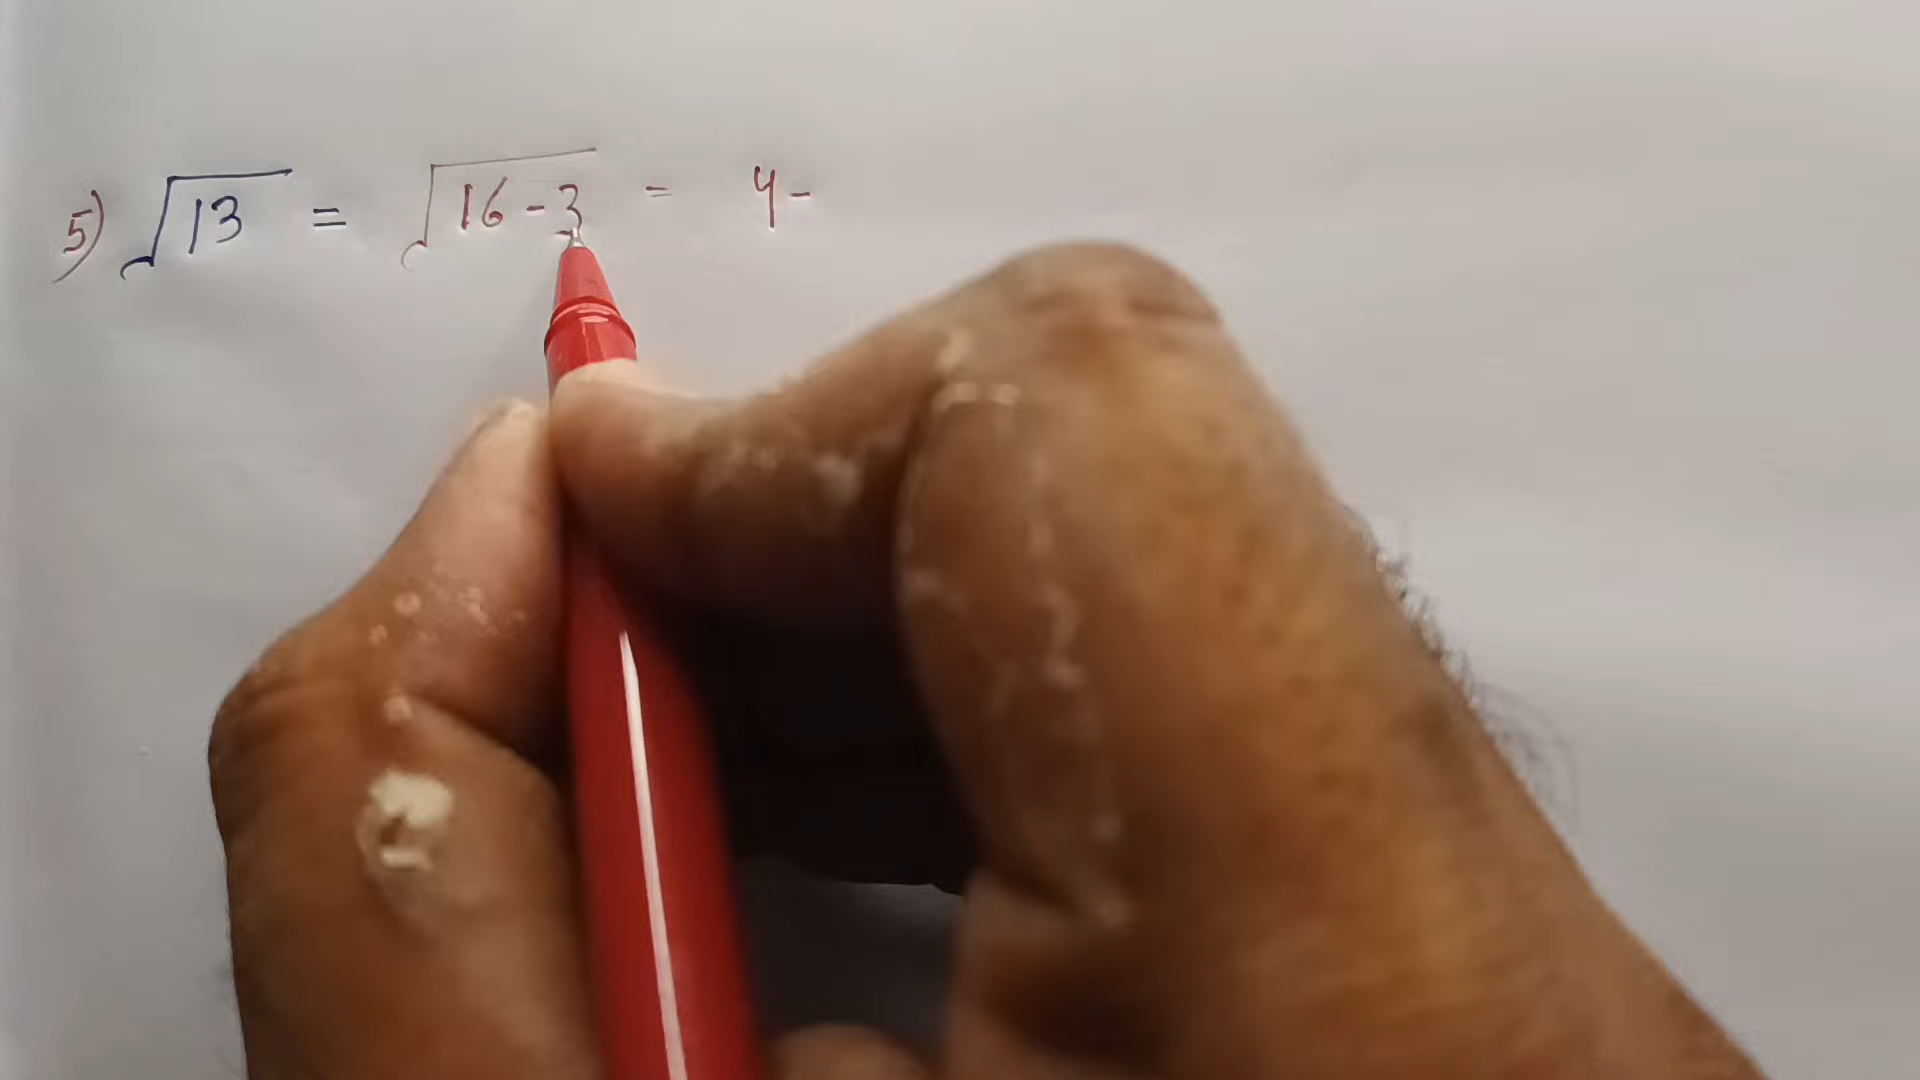 5) √13 = √16-3 = 4-